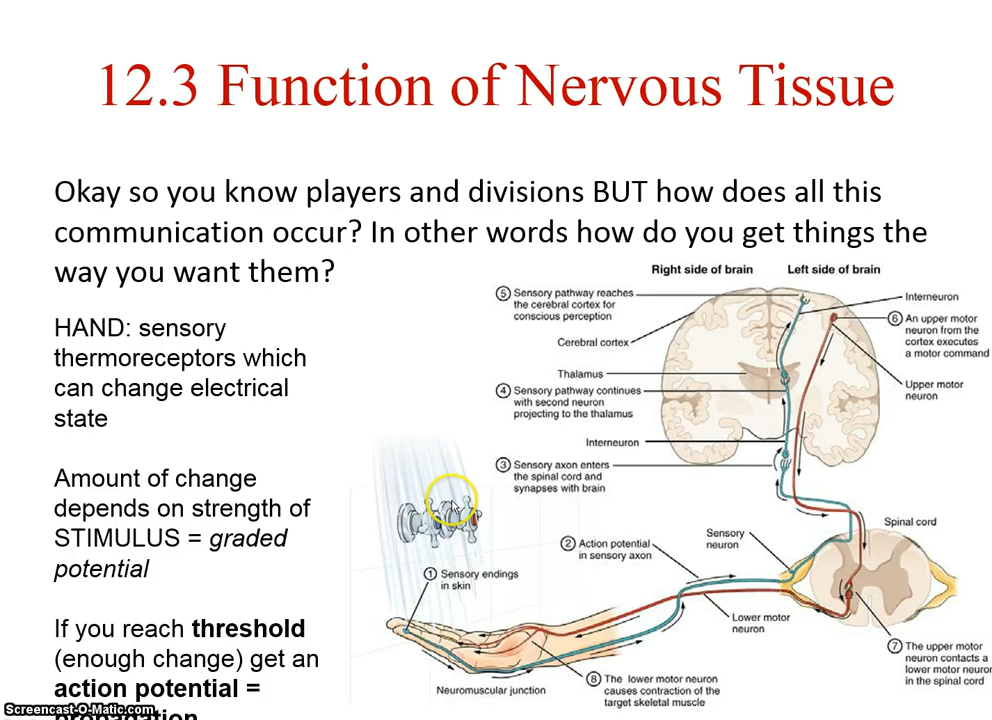 12.3 Function of Nervous Tissue
Okay so you know players and divisions BUT how does all this
communication occur? In other words how do you get things the
way you want them?
HAND: sensory
thermoreceptors which
can change electrical
state
Amount of change
depends on strength of
STIMULUS = graded
potential
If you reach threshold
(enough change) get an
action potential =
propagation
Right side of brain
Left side of brain
5 Sensory pathway reaches
the cerebral cortex for
conscious perception
Cerebral cortex
Thalamus
4 Sensory pathway continues
with second neuron
projecting to the thalamus
Interneuron
3 Sensory axon enters
the spinal cord and
synapses with brain
Interneuron
6 An upper motor
neuron from the
cortex executes
a motor command
Upper motor
neuron
2 Action potential
in sensory axon
Sensory
neuron
Spinal cord
1 Sensory endings
in skin
Lower motor
neuron
7 The upper motor
neuron contacts a
lower motor neuron
in the spinal cord
Neuromuscular junction
8 The lower motor neuron
causes contraction of the
target skeletal muscle
Screencast-O-Matic.com